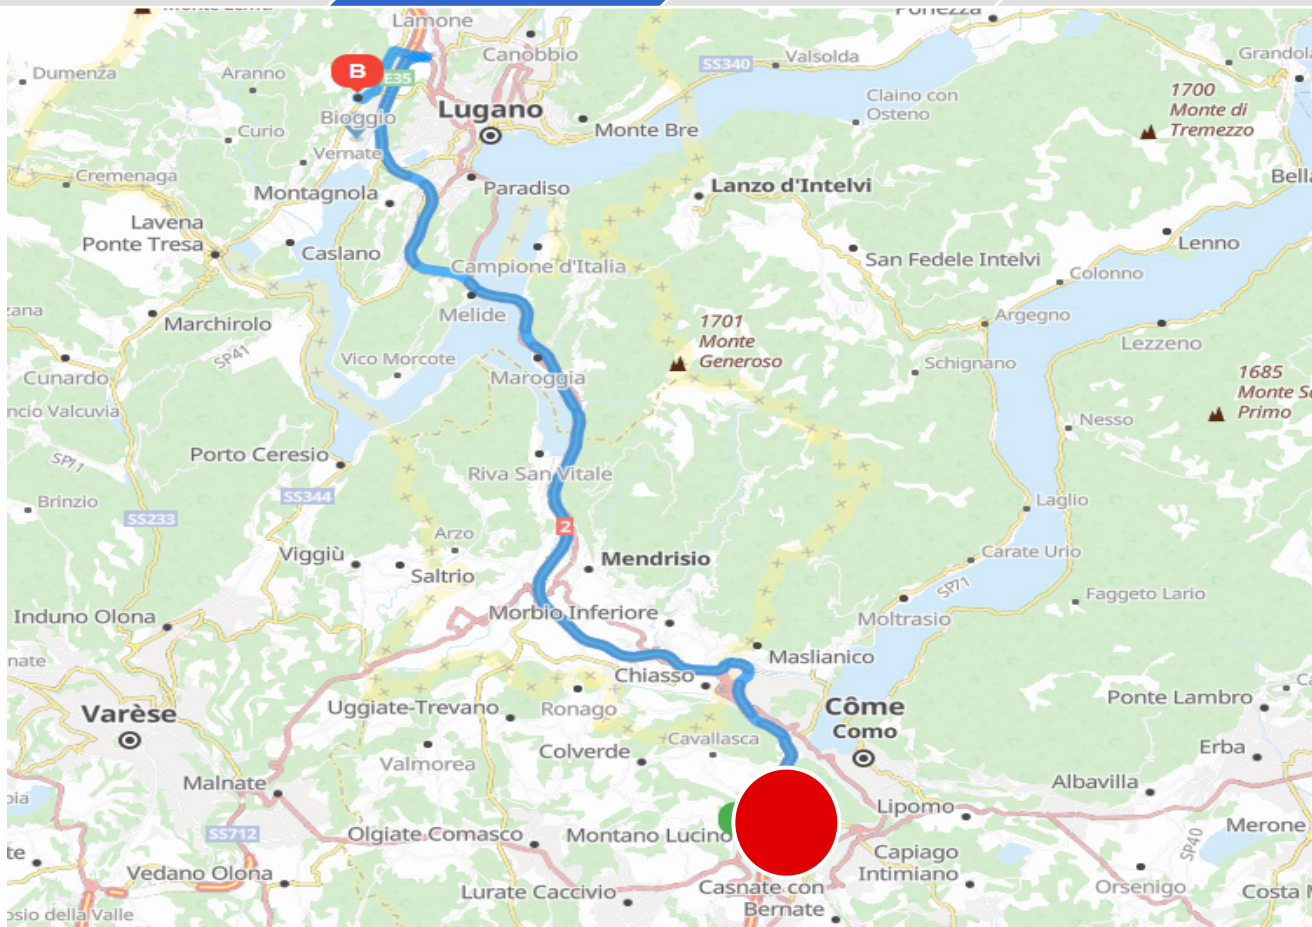 Lamone
Canobbio
Valsolda
SS340
Dumenza
Aranno
B
E35
Claino con
Osteno
1700
Monte di
Tremezzo
Lugano
Bioggio
Monte Bre
Curio
Vernate
Cremenaga
Montagnola
Paradiso
Lanzo d'Intelvi
Lavena
Ponte Tresa
Caslano
Campione d'Italia
San Fedele Intelvi
Lenno
Colonno
Melide
Argegno
Marchirolo
SP41
1701
Monte
Generoso
Vico Morcote
Maroggia
Schignano
Lezzeno
Cunardo
1685
Primo
Nesso
Porto Ceresio
SP11
Riva San Vitale
SS344
Brinzio
SS233
Laglio
2
Arzo
Viggiù
Saltrio
Mendrisio
Carate Urio
SP71
Induno Olona
Morbio Inferiore
Moltrasio
Faggeto Lario
Maslianico
Chiasso
Varèse
Uggiate-Trevano
Ronago
Côme
Como
Ponte Lambro
Colverde
Cavallasca
Erba
Valmorea
Malnate
Albavilla
SS712
Olgiate Comasco
Montano Lucino
Lipomo
Merone
SP40
Capiago
Intimiano
Vedano Olona
Lurate Caccivio
Casnate con
Bernate
Orsenigo
osio della Valle